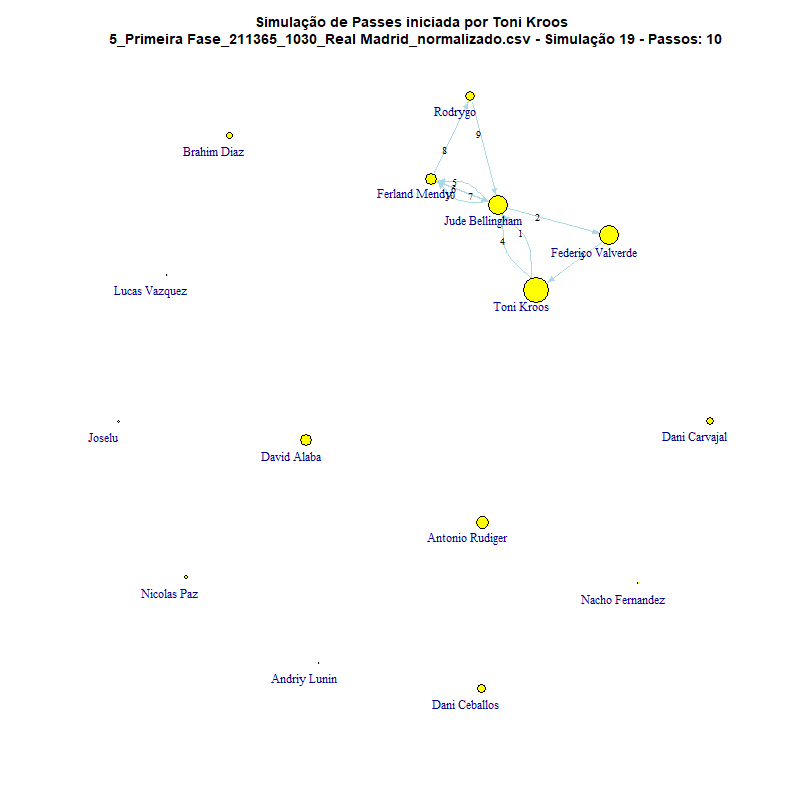 Simulação de Passes iniciada por Toni Kroos
5_Primeira Fase_211365_1030_Real Madrid_normalizado.csv - Simulação 19 - Passos: 10
Rodrygo
9
Brahim Diaz
8
5
6
Ferland Mendy
7
10
Jude Bellingham
2
1
4
Federico Valverde
3
Lucas Vazquez
Toni Kroos
Joselu
David Alaba
Dani Carvajal
Antonio Rudiger
Nicolas Paz
Nacho Fernandez
Andriy Lunin
Dani Ceballos